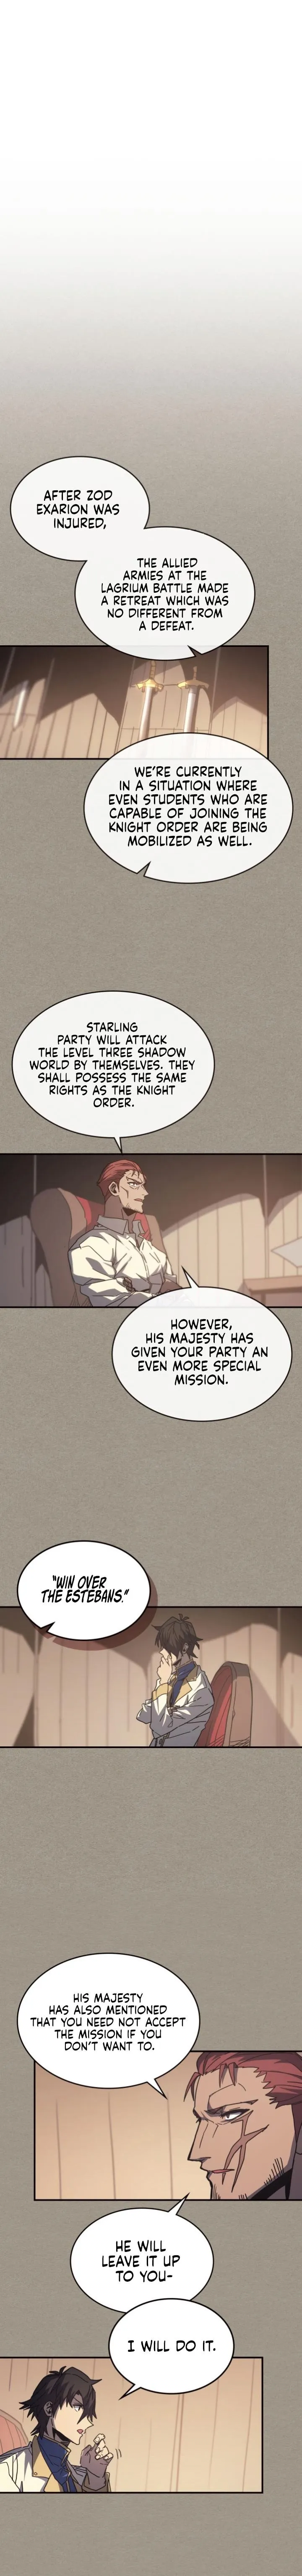 AFTER ZOD
EXARION WAS
INJURED,
THE ALLIED
ARMIES AT THE
LAGRIUM BATTLE MADE
A RETREAT WHICH WAS
NO DIFFERENT FROM
A DEFEAT.
WE'RE CURRENTLY
IN A SITUATION WHERE
EVEN STUDENTS WHO ARE
CAPABLE OF JOINING THE
KNIGHT ORDER ARE BEING
MOBILIZED AS WELL.
STARLING
PARTY WILL ATTACK
THE LEVEL THREE SHADOW
WORLD BY THEMSELVES. THEY
SHALL POSSESS THE SAME
RIGHTS AS THE KNIGHT
ORDER.
HOWEVER,
HIS MAJESTY HAS
GIVEN YOUR PARTY AN
EVEN MORE SPECIAL
MISSION.
"WIN OVER
THE ESTEBANS."
HIS MAJESTY
HAS ALSO MENTIONED
THAT YOU NEED NOT ACCEPT
THE MISSION IF YOU
DON'T WANT TO.
HE WILL
LEAVE IT UP
TO YOU-
I WILL DO IT.